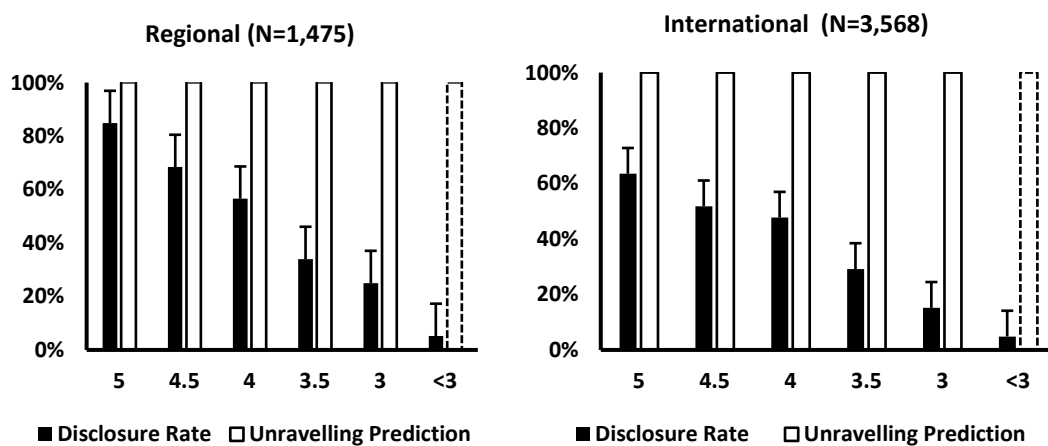 Regional (N=1,475)
100%
80%
60%
40%
20%
0%
5 4.5 4 3.5 3 <3
■ Disclosure Rate □ Unravelling Prediction
International (N=3,568)
100%
80%
60%
40%
20%
0%
5 4.5 4 3.5 3 <3
■ Disclosure Rate □ Unravelling Prediction